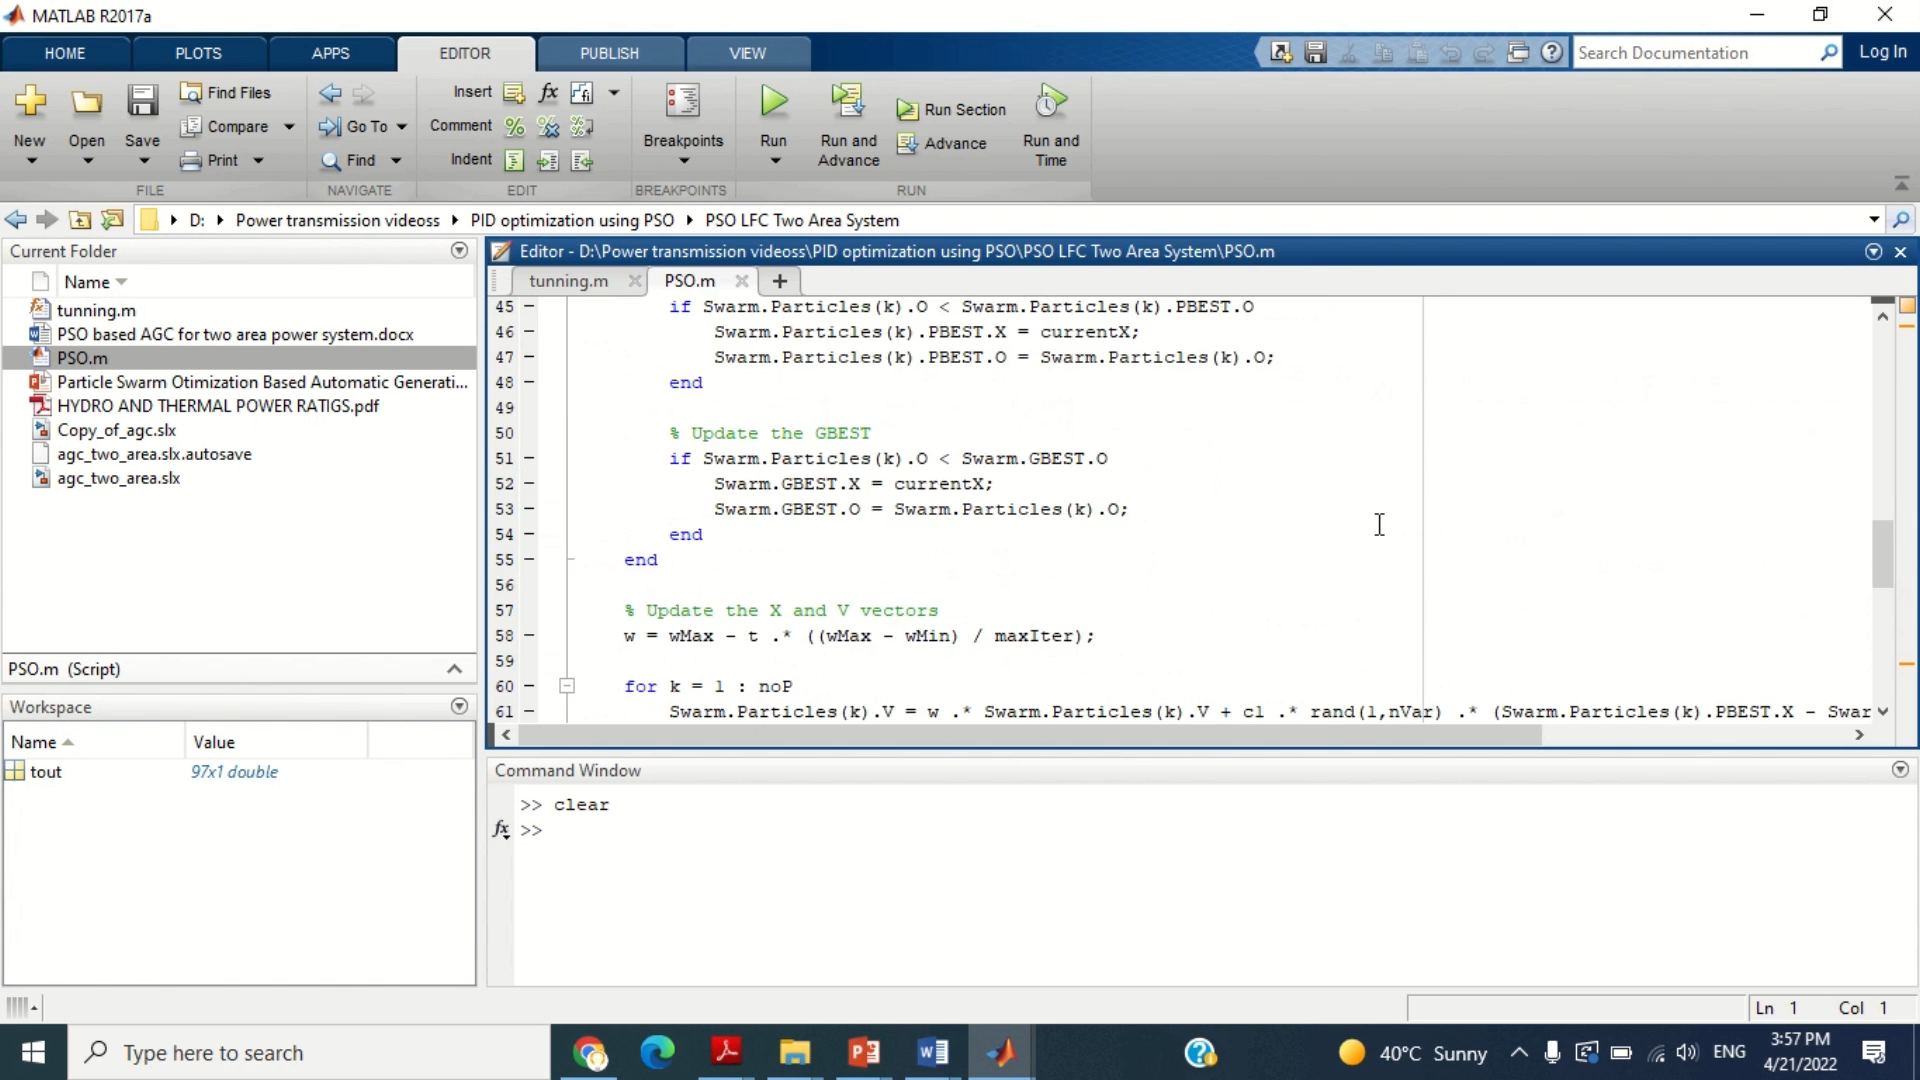 MATLAB R2017a
HOME PLOTS APPS EDITOR PUBLISH VIEW Search Documentation Log In
New Open Save Find Files Compare Print
FILE
Go To Find
NAVIGATE
Insert fx
Comment
Indent
EDIT
Breakpoints
BREAKPOINTS
Run Run and Advance Run Section Advance Run and Time
RUN
D: Power transmission videoss PID optimization using PSO PSO LFC Two Area System
Current Folder
Name
tunning.m
PSO based AGC for two area power system.docx
PSO.m
Particle Swarm Otimization Based Automatic Generati...
HYDRO AND THERMAL POWER RATIGS.pdf
Copy_of_agc.slx
agc_two_area.slx.autosave
agc_two_area.slx
PSO.m (Script)
Workspace
Name Value
tout 97x1 double
Editor - D:\Power transmission videoss\PID optimization using PSO\PSO LFC Two Area System\PSO.m
tunning.m PSO.m
45 if Swarm.Particles(k).O < Swarm.Particles(k).PBEST.O
46 Swarm.Particles(k).PBEST.X = currentX;
47 Swarm.Particles(k).PBEST.O = Swarm.Particles(k).O;
48 end
49
50 % Update the GBEST
51 if Swarm.Particles(k).O < Swarm.GBEST.O
52 Swarm.GBEST.X = currentX;
53 Swarm.GBEST.O = Swarm.Particles(k).O;
54 end
55 end
56
57 % Update the X and V vectors
58 w = wMax - t .* ((wMax - wMin) / maxIter);
59
60 for k = 1 : noP
61 Swarm.Particles(k).V = w .* Swarm.Particles(k).V + c1 .* rand(1,nVar) .* (Swarm.Particles(k).PBEST.X - Swar
Command Window
>> clear
fx >>
Ln 1 Col 1
Type here to search
40°C Sunny ENG
3:57 PM
4/21/2022